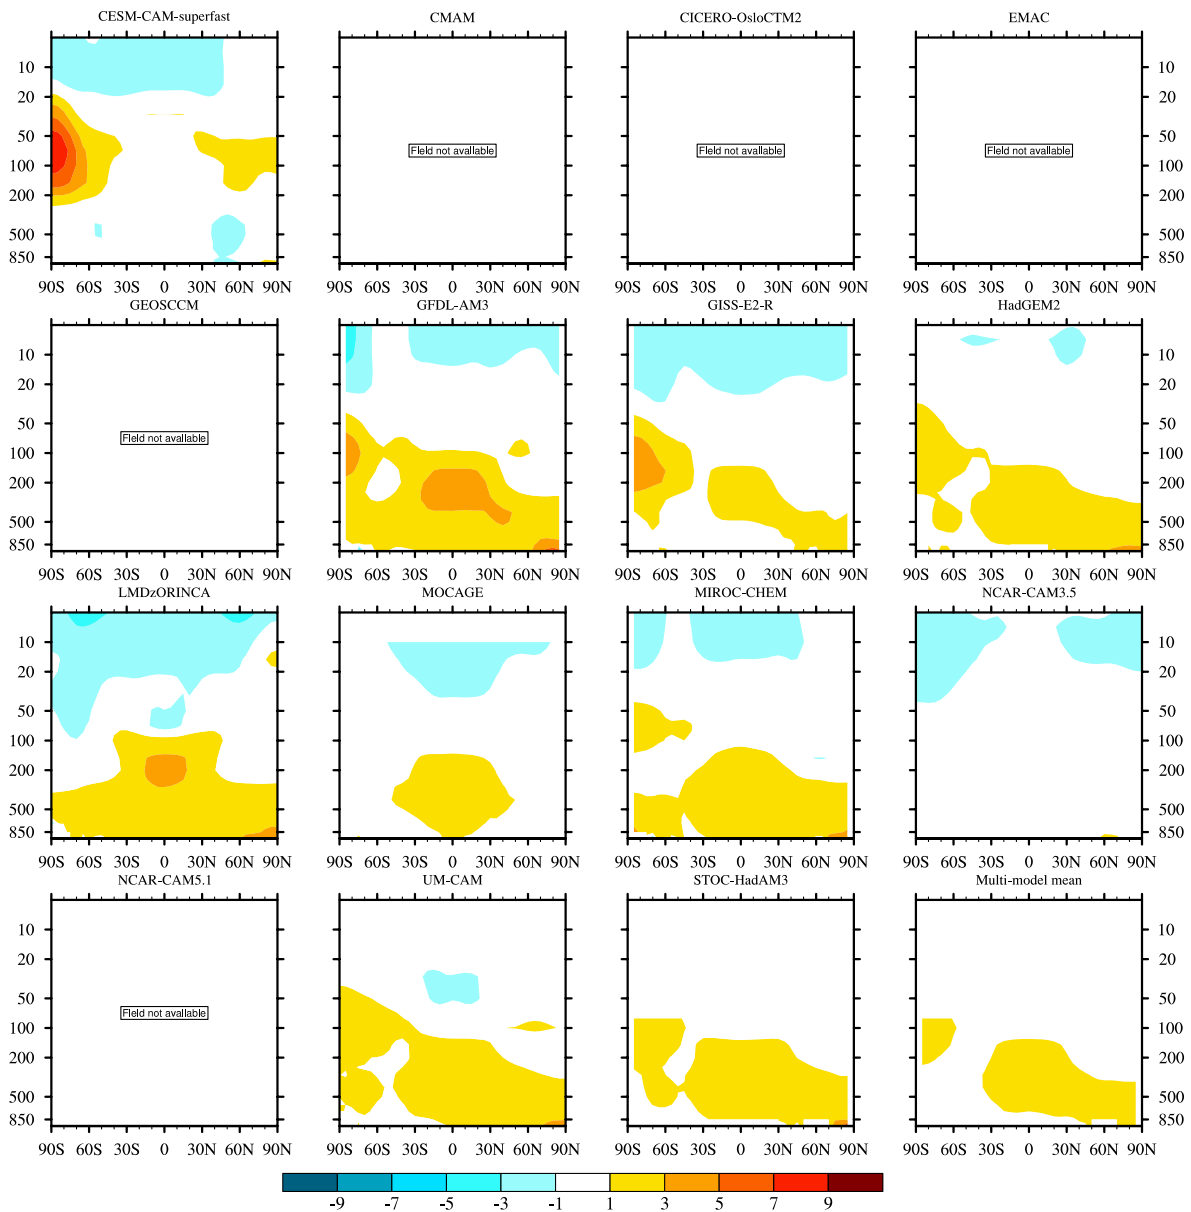 CESM-CAM-superfast CMAM CICERO-OsloCTM2 EMAC
10 10
20 20
50 Field not available Field not available Field not available 50
100 100
200 200
500 500
850 850
90S 60S 30S 0 30N 60N 90N 90S 60S 30S 0 30N 60N 90N 90S 60S 30S 0 30N 60N 90N 90S 60S 30S 0 30N 60N 90N
GEOSCCM GFDL-AM3 GISS-E2-R HadGEM2
10 10
20 20
50 50
Field not available
100 100
200 200
500 500
850 850
90S 60S 30S 0 30N 60N 90N 90S 60S 30S 0 30N 60N 90N 90S 60S 30S 0 30N 60N 90N 90S 60S 30S 0 30N 60N 90N
LMDzORINCA MOCAGE MIROC-CHEM NCAR-CAM3.5
10 10
20 20
50 50
100 100
200 200
500 500
850 850
90S 60S 30S 0 30N 60N 90N 90S 60S 30S 0 30N 60N 90N 90S 60S 30S 0 30N 60N 90N 90S 60S 30S 0 30N 60N 90N
NCAR-CAM5.1 UM-CAM STOC-HadAM3 Multi-model mean
10 10
20 20
50 50
Field not available
100 100
200 200
500 500
850 850
90S 60S 30S 0 30N 60N 90N 90S 60S 30S 0 30N 60N 90N 90S 60S 30S 0 30N 60N 90N 90S 60S 30S 0 30N 60N 90N
-9 -7 -5 -3 -1 1 3 5 7 9